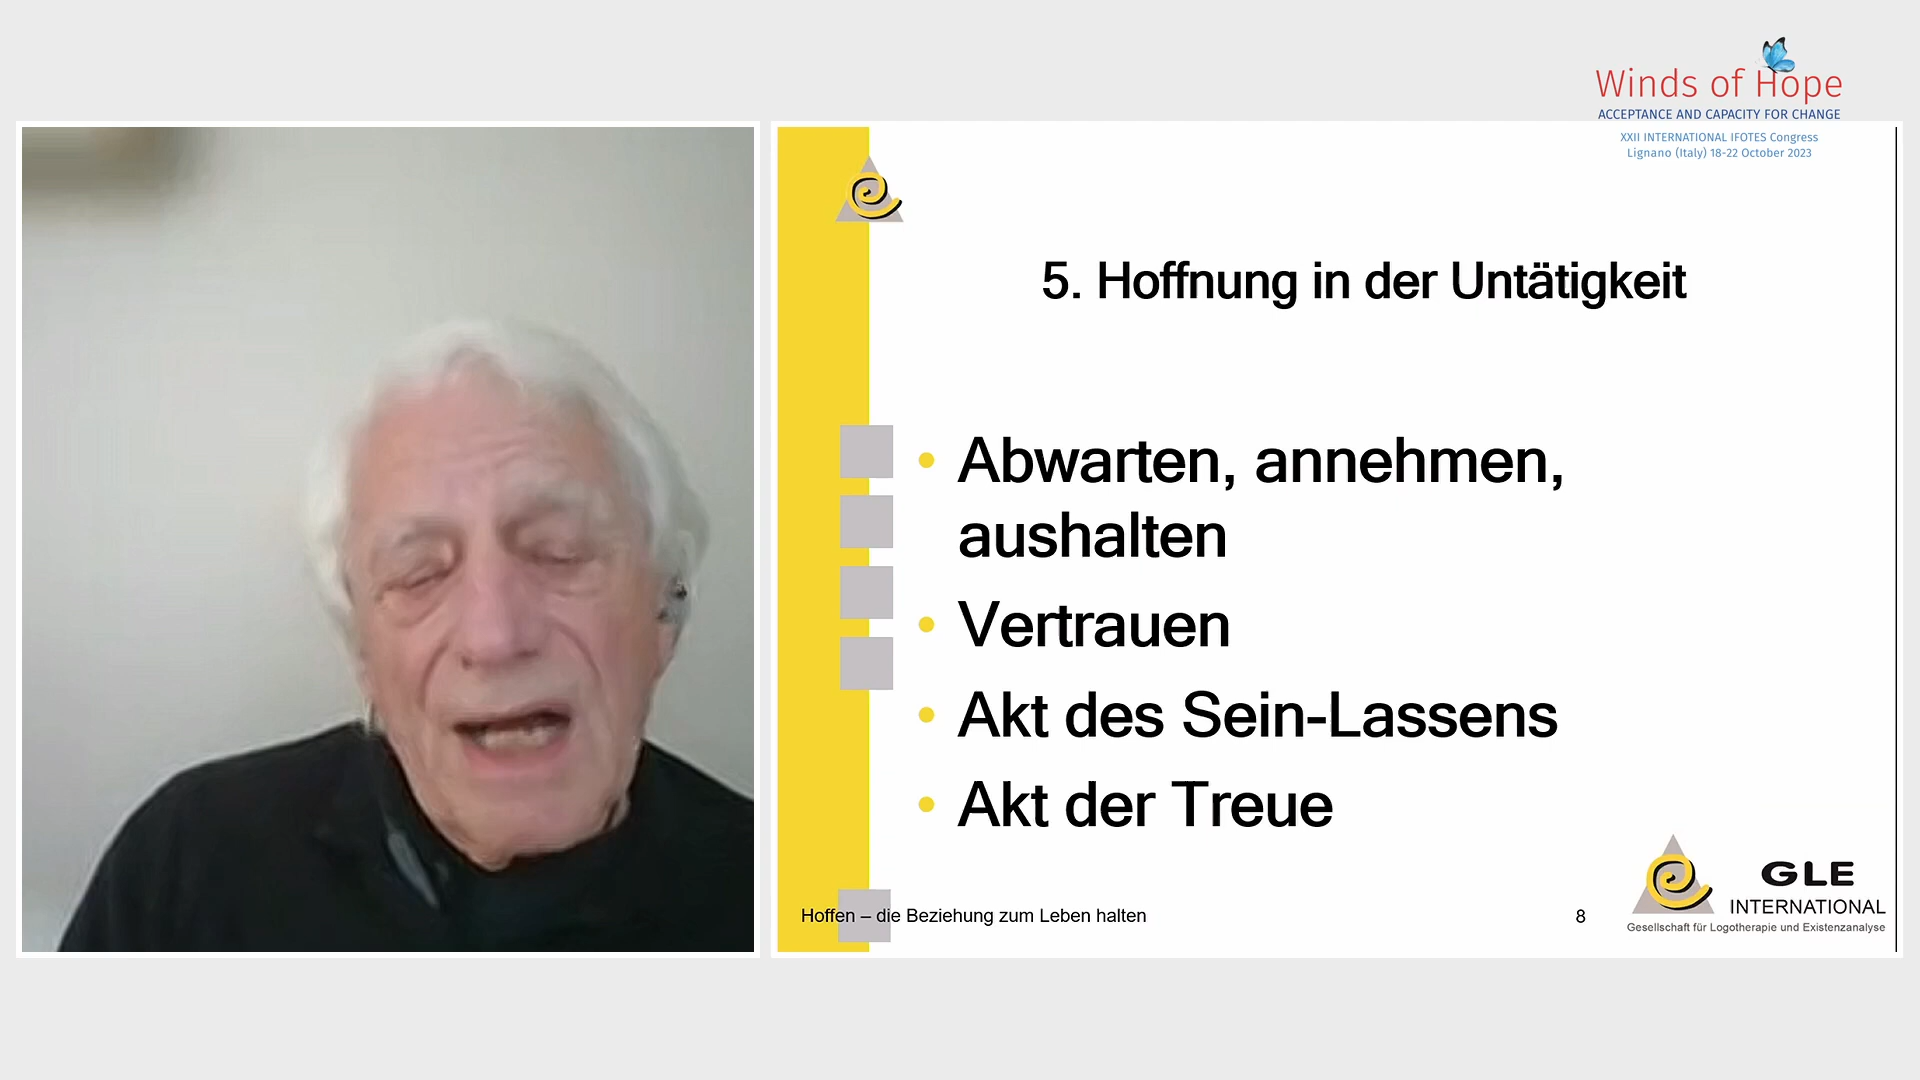 Winds of Hope
ACCEPTANCE AND CAPACITY FOR CHANGE
XXII INTERNATIONAL IFOTES Congress
Lignano (Italy) 18-22 October 2023
5. Hoffnung in der Untätigkeit
• Abwarten, annehmen,
aushalten
• Vertrauen
• Akt des Sein-Lassens
• Akt der Treue
Hoffen – die Beziehung zum Leben halten
8
GLE
INTERNATIONAL
Gesellschaft für Logotherapie und Existenzanalyse